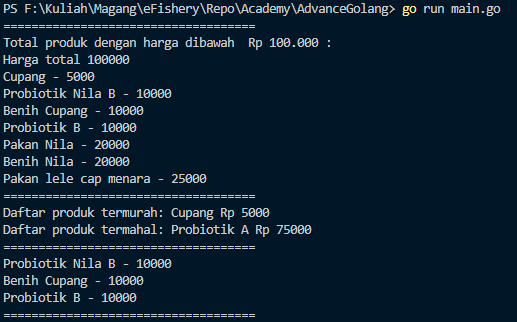 PS F:\Kuliah\Magang\eFishery\Repo\Academy\AdvanceGolang> go run main.go
====================================
Total produk dengan harga dibawah  Rp 100.000 :
Harga total 100000
Cupang - 5000
Probiotik Nila B - 10000
Benih Cupang - 10000
Probiotik B - 10000
Pakan Nila - 20000
Benih Nila - 20000
Pakan lele cap menara - 25000
====================================
Daftar produk termurah: Cupang Rp 5000
Daftar produk termahal: Probiotik A Rp 75000
====================================
Probiotik Nila B - 10000
Benih Cupang - 10000
Probiotik B - 10000
====================================